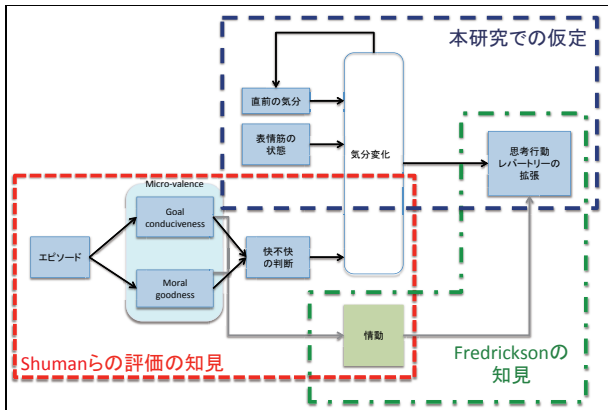 本研究での仮定
直前の気分
表情筋の
状態
気分変化
思考行動
レパートリーの
拡張
Micro-valence
Goal
conduciveness
エピソード
快不快
の判断
Moral
goodness
情動
Shumanらの評価の知見
Fredricksonの
知見